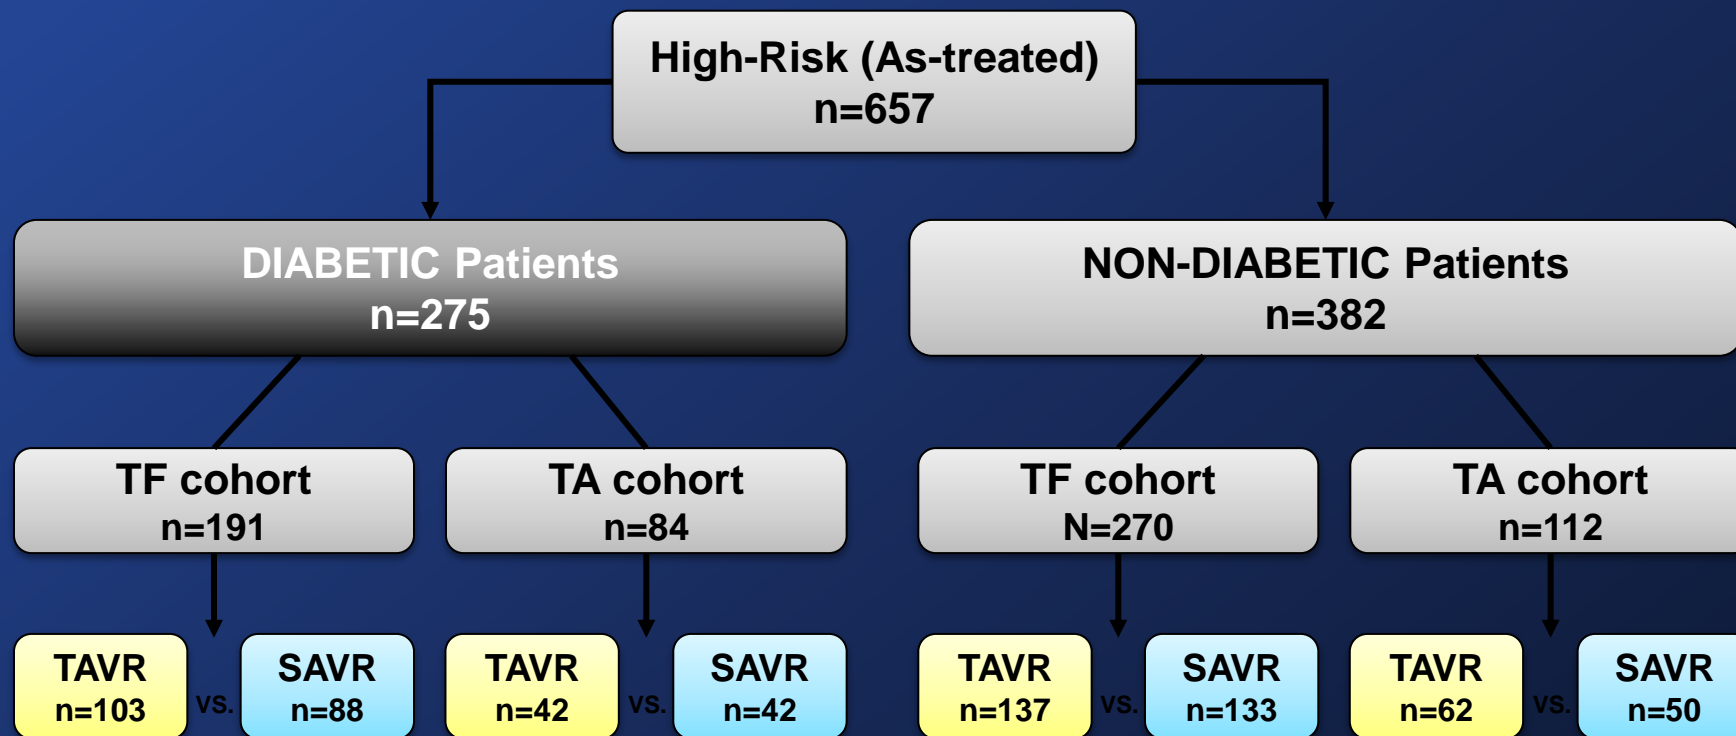 High-Risk (As-treated)
n=657
DIABETIC Patients
n=275
NON-DIABETIC Patients
n=382
TF cohort
n=191
TA cohort
n=84
TF cohort
N=270
TA cohort
n=112
TAVR
n=103
vs.
SAVR
n=88
TAVR
n=42
vs.
SAVR
n=42
TAVR
n=137
vs.
SAVR
n=133
TAVR
n=62
vs.
SAVR
n=50